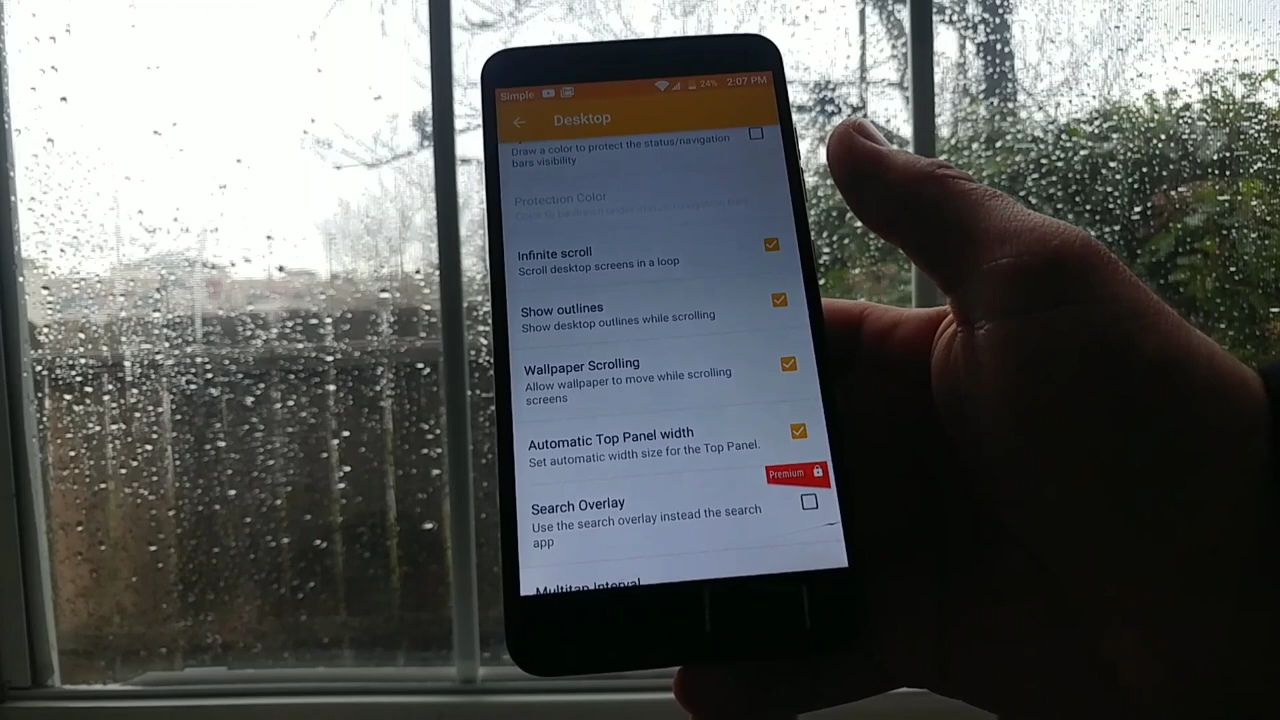 Simple 24% 2:07 PM
Desktop
Draw a color to protect the status/navigation
bars visibility
Protection Color
Infinite scroll
Scroll desktop screens in a loop
Show outlines
Show desktop outlines while scrolling
Wallpaper Scrolling
Allow wallpaper to move while scrolling
screens
Automatic Top Panel width
Set automatic width size for the Top Panel.
Premium
Search Overlay
Use the search overlay instead the search
app
Multitap Interval